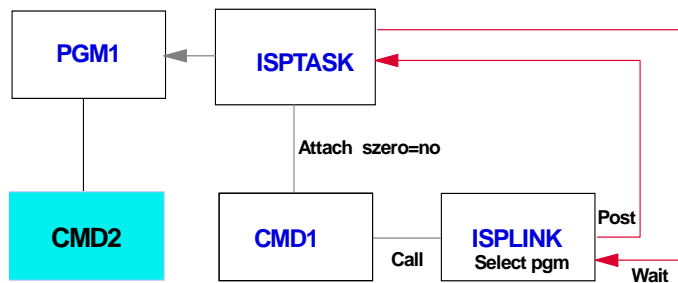 PGM1
ISPTASK
Attach szero=no
CMD2
CMD1
Call
ISPLINK
Select pgm
Post
Wait